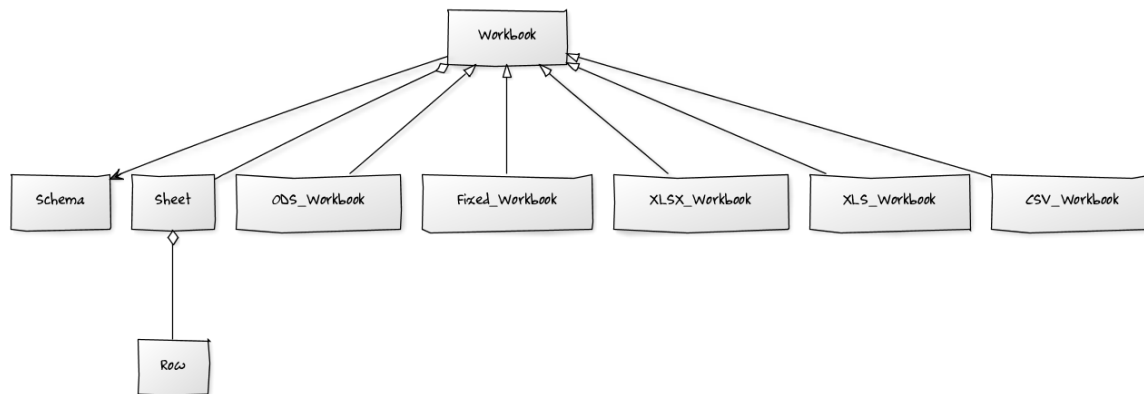 Workbook
Schema
Sheet
ODS_Workbook
Fixed_Workbook
XLSX_Workbook
XLS_Workbook
CSV_Workbook
Row